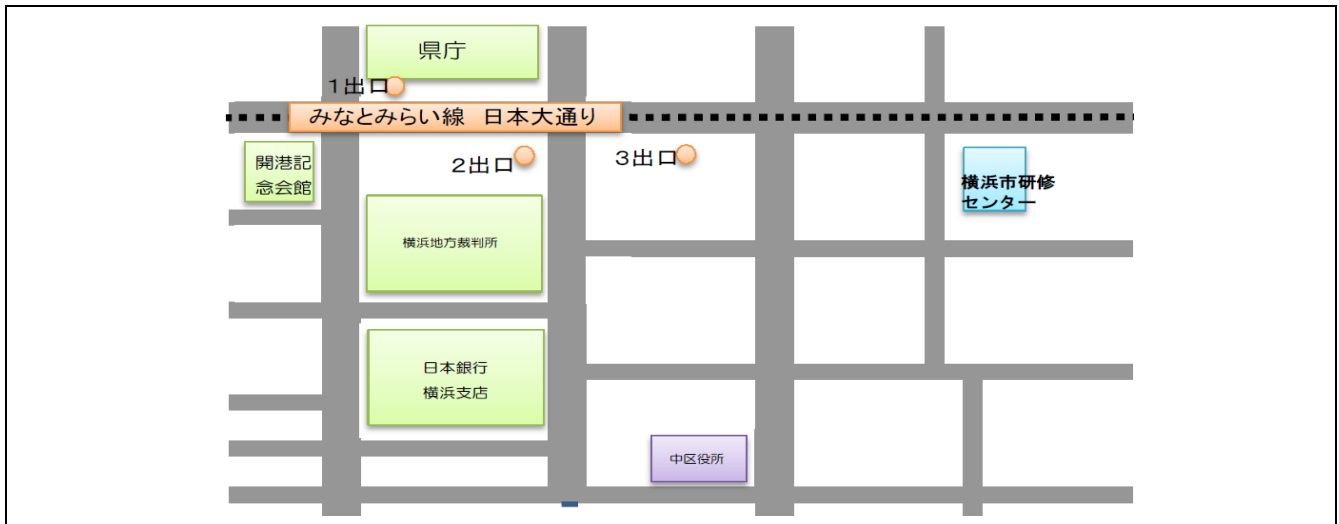 県庁
1出口
みなとみらい線 日本大通り
開港記
念会館
2出口
3出口
横浜市研修
センター
横浜地方裁判所
日本銀行
横浜支店
中区役所